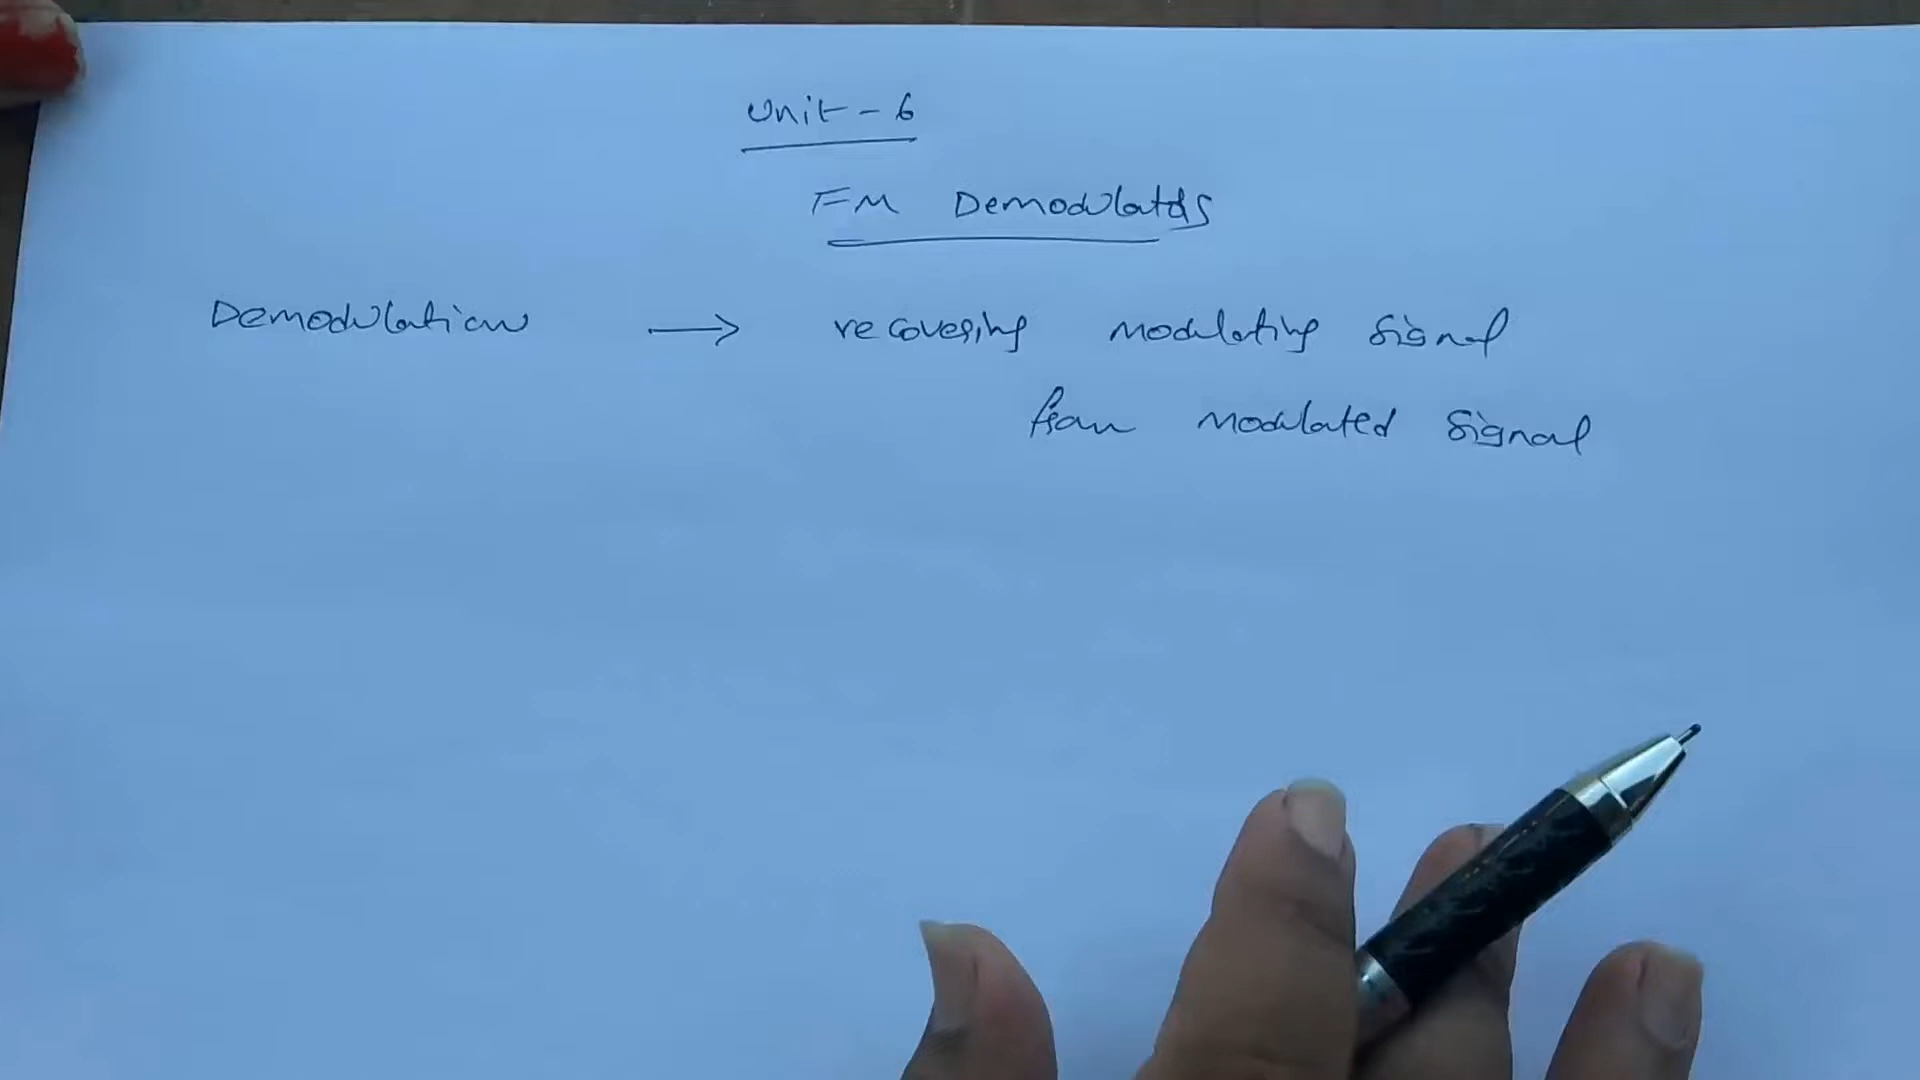 Unit - 6
FM Demodulators
Demodulation → recovering modulating signal
from modulated signal